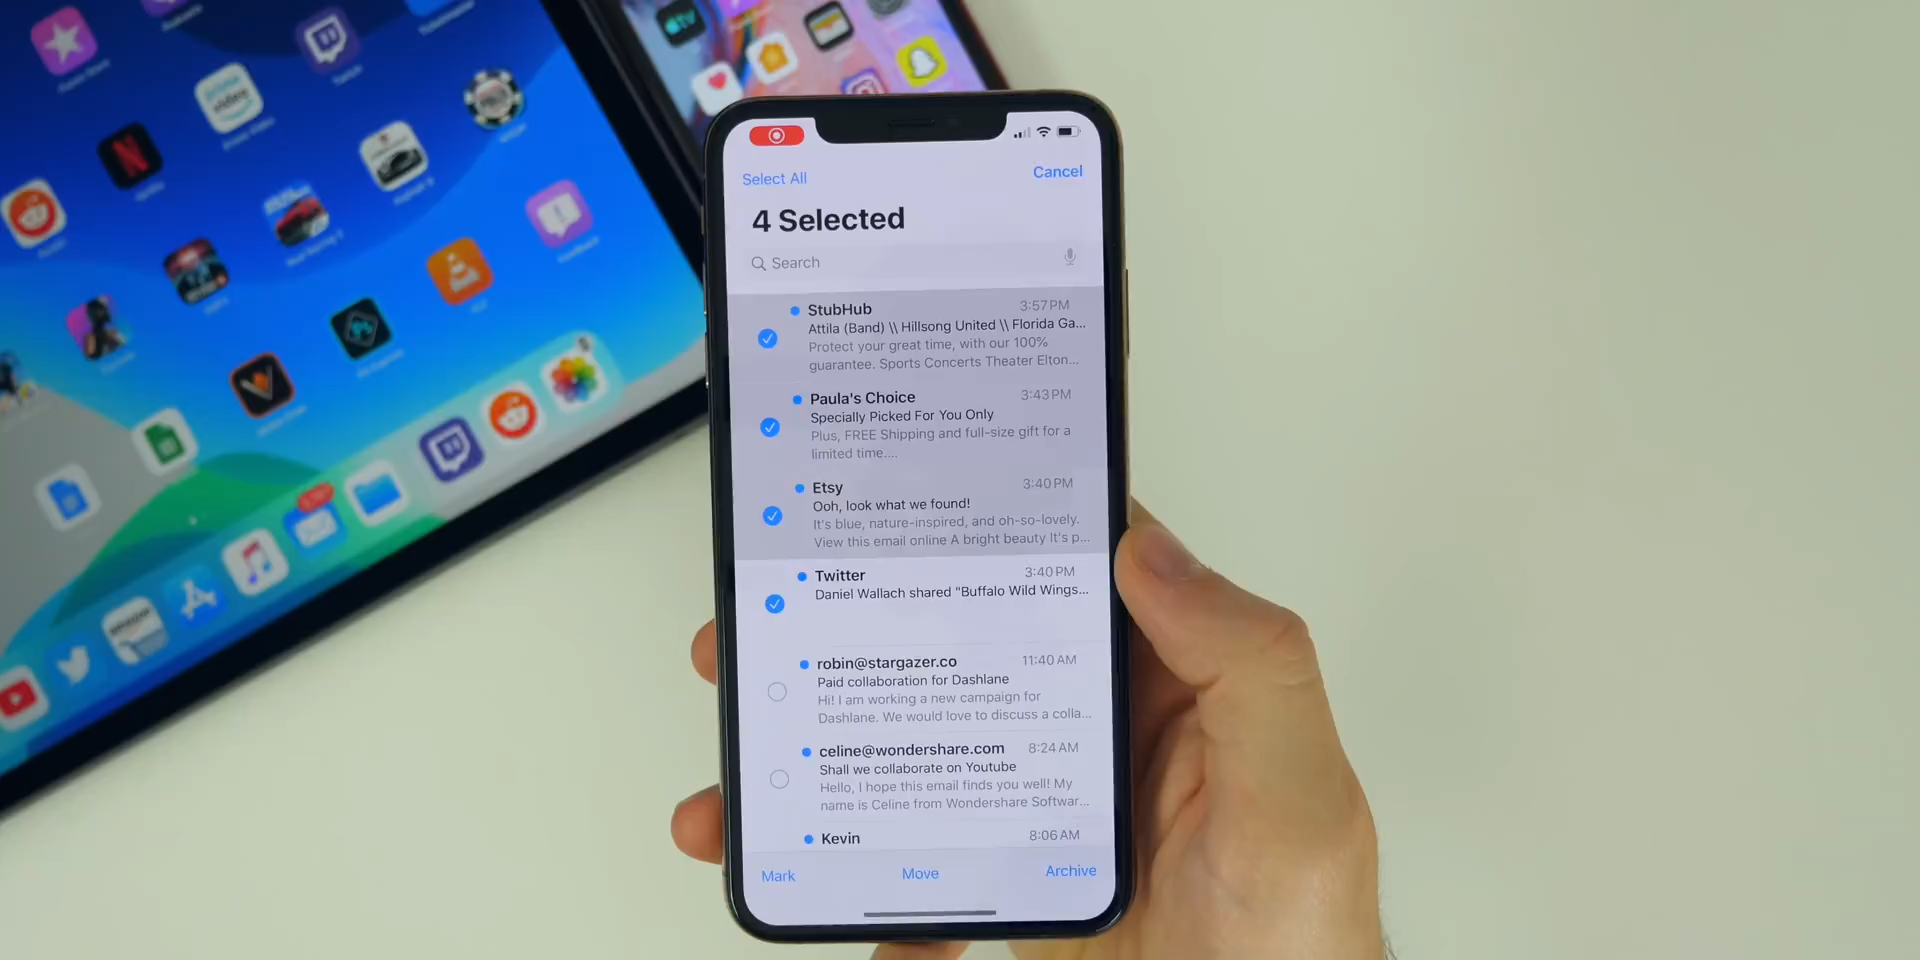 Select All
Cancel
4 Selected
Search
StubHub
3:57 PM
Attila (Band) \\ Hillsong United \\ Florida Ga...
Protect your great time, with our 100%
guarantee. Sports Concerts Theater Elton...
Paula's Choice
3:43 PM
Specially Picked For You Only
Plus, FREE Shipping and full-size gift for a
limited time....
Etsy
3:40 PM
Ooh, look what we found!
It's blue, nature-inspired, and oh-so-lovely.
View this email online A bright beauty It's p...
Twitter
3:40 PM
Daniel Wallach shared "Buffalo Wild Wings...
robin@stargazer.co
11:40 AM
Paid collaboration for Dashlane
Hi! I am working a new campaign for
Dashlane. We would love to discuss a colla...
celine@wondershare.com
8:24 AM
Shall we collaborate on Youtube
Hello, I hope this email finds you well! My
name is Celine from Wondershare Softwar...
Kevin
8:06 AM
Mark
Move
Archive